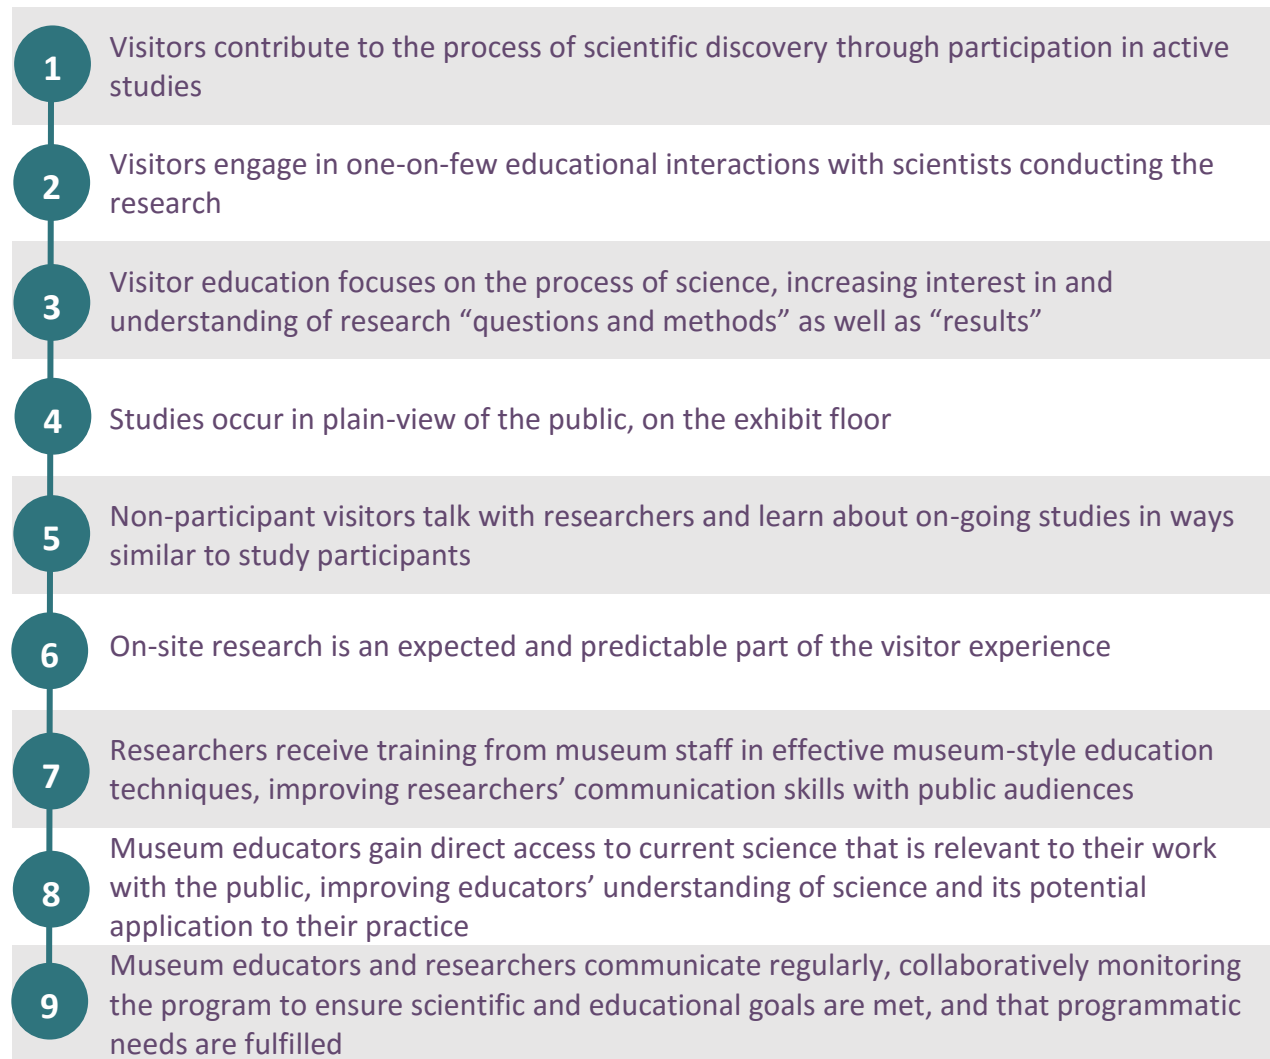 1
Visitors contribute to the process of scientific discovery through participation in active
studies
2
Visitors engage in one-on-few educational interactions with scientists conducting the
research
3
Visitor education focuses on the process of science, increasing interest in and
understanding of research “questions and methods” as well as “results”
4
Studies occur in plain-view of the public, on the exhibit floor
5
Non-participant visitors talk with researchers and learn about on-going studies in ways
similar to study participants
6
On-site research is an expected and predictable part of the visitor experience
7
Researchers receive training from museum staff in effective museum-style education
techniques, improving researchers’ communication skills with public audiences
8
Museum educators gain direct access to current science that is relevant to their work
with the public, improving educators’ understanding of science and its potential
application to their practice
9
Museum educators and researchers communicate regularly, collaboratively monitoring
the program to ensure scientific and educational goals are met, and that programmatic
needs are fulfilled